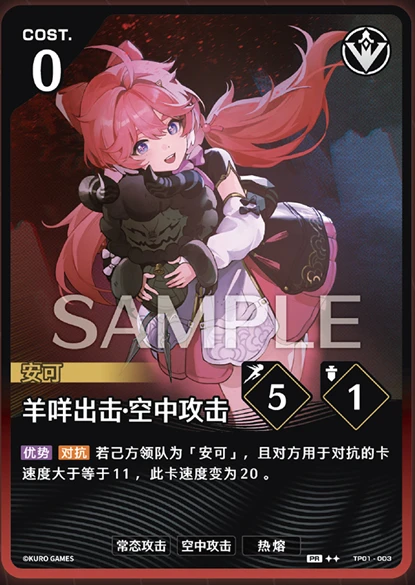 COST.
0
SAMPLE
安可
羊咩出击·空中攻击
5
1
优势 对抗 若己方领队为「安可」，且对方用于对抗的卡
速度大于等于11，此卡速度变为20。
常态攻击 空中攻击 热熔
©KURO GAMES
PR
TP01-003